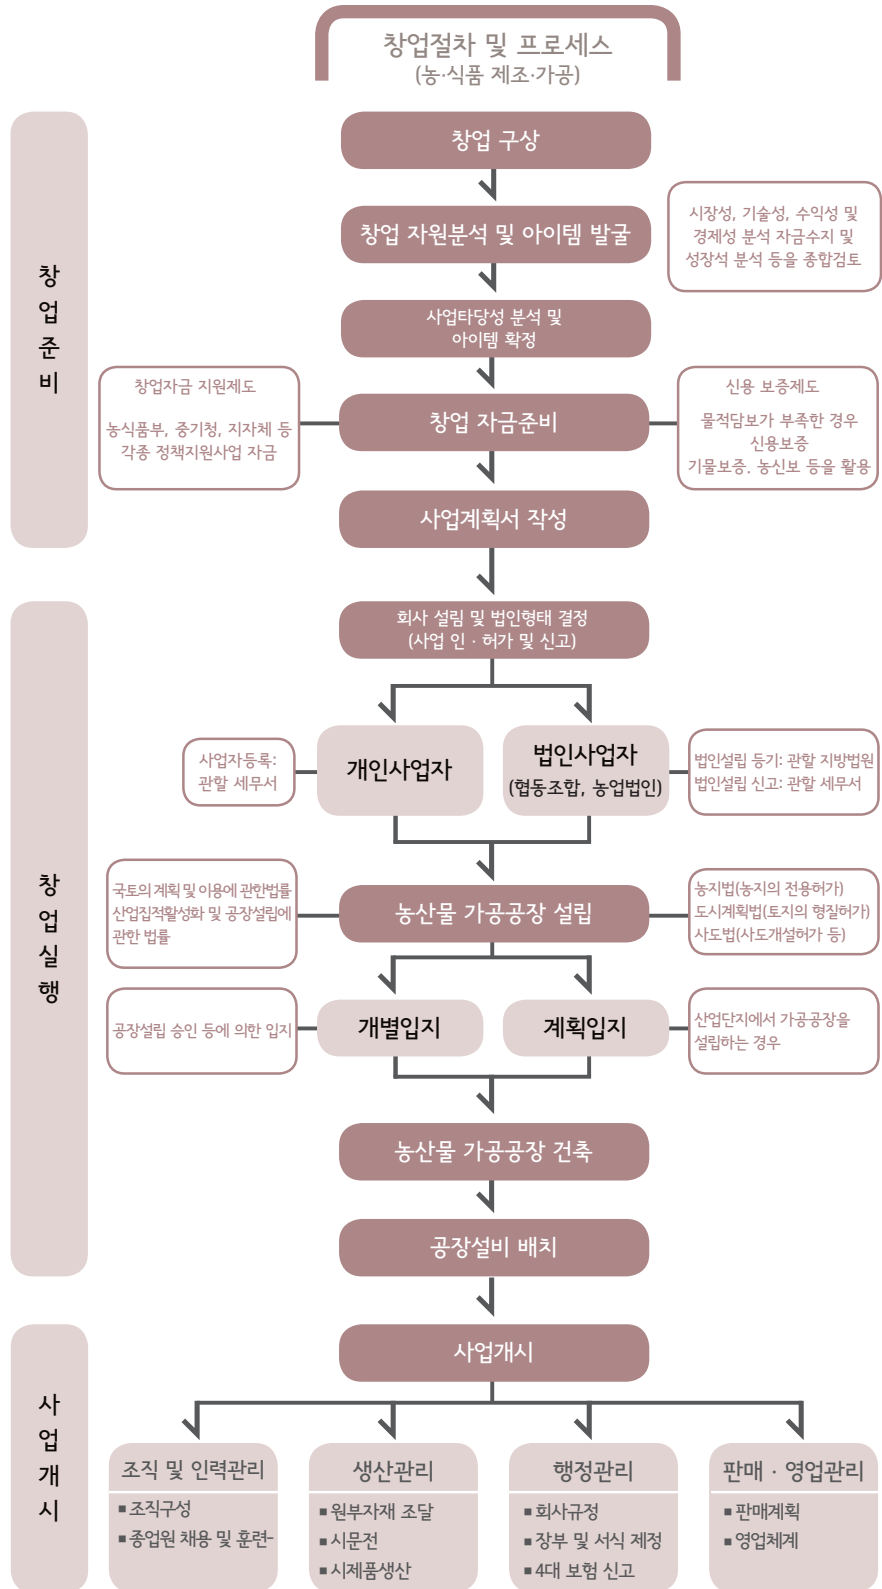 창업절차 및 프로세스
(농·식품 제조·가공)
창업준비
창업 구상
창업 자원분석 및 아이템 발굴
시장성, 기술성, 수익성 및
경제성 분석 자금수지 및
성장석 분석 등을 종합검토
사업타당성 분석 및
아이템 확정
창업자금 지원제도
농식품부, 중기청, 지자체 등
각종 정책지원사업 자금
창업 자금준비
신용 보증제도
물적담보가 부족한 경우
신용보증
기물보증. 농신보 등을 활용
사업계획서 작성
창업실행
회사 설립 및 법인형태 결정
(사업 인 · 허가 및 신고)
사업자등록:
관할 세무서
개인사업자
법인사업자
(협동조합, 농업법인)
법인설립 등기: 관할 지방법원
법인설립 신고: 관할 세무서
국토의 계획 및 이용에 관한법률
산업집적활성화 및 공장설립에
관한 법률
농산물 가공공장 설립
농지법(농지의 전용허가)
도시계획법(토지의 형질허가)
사도법(사도개설허가 등)
공장설립 승인 등에 의한 입지
개별입지
계획입지
산업단지에서 가공공장을
설립하는 경우
농산물 가공공장 건축
공장설비 배치
사업개시
사업개시
조직 및 인력관리
▪조직구성
▪종업원 채용 및 훈련-
생산관리
▪원부자재 조달
▪시문전
▪시제품생산
행정관리
▪회사규정
▪장부 및 서식 제정
▪4대 보험 신고
판매 · 영업관리
▪판매계획
▪영업체계